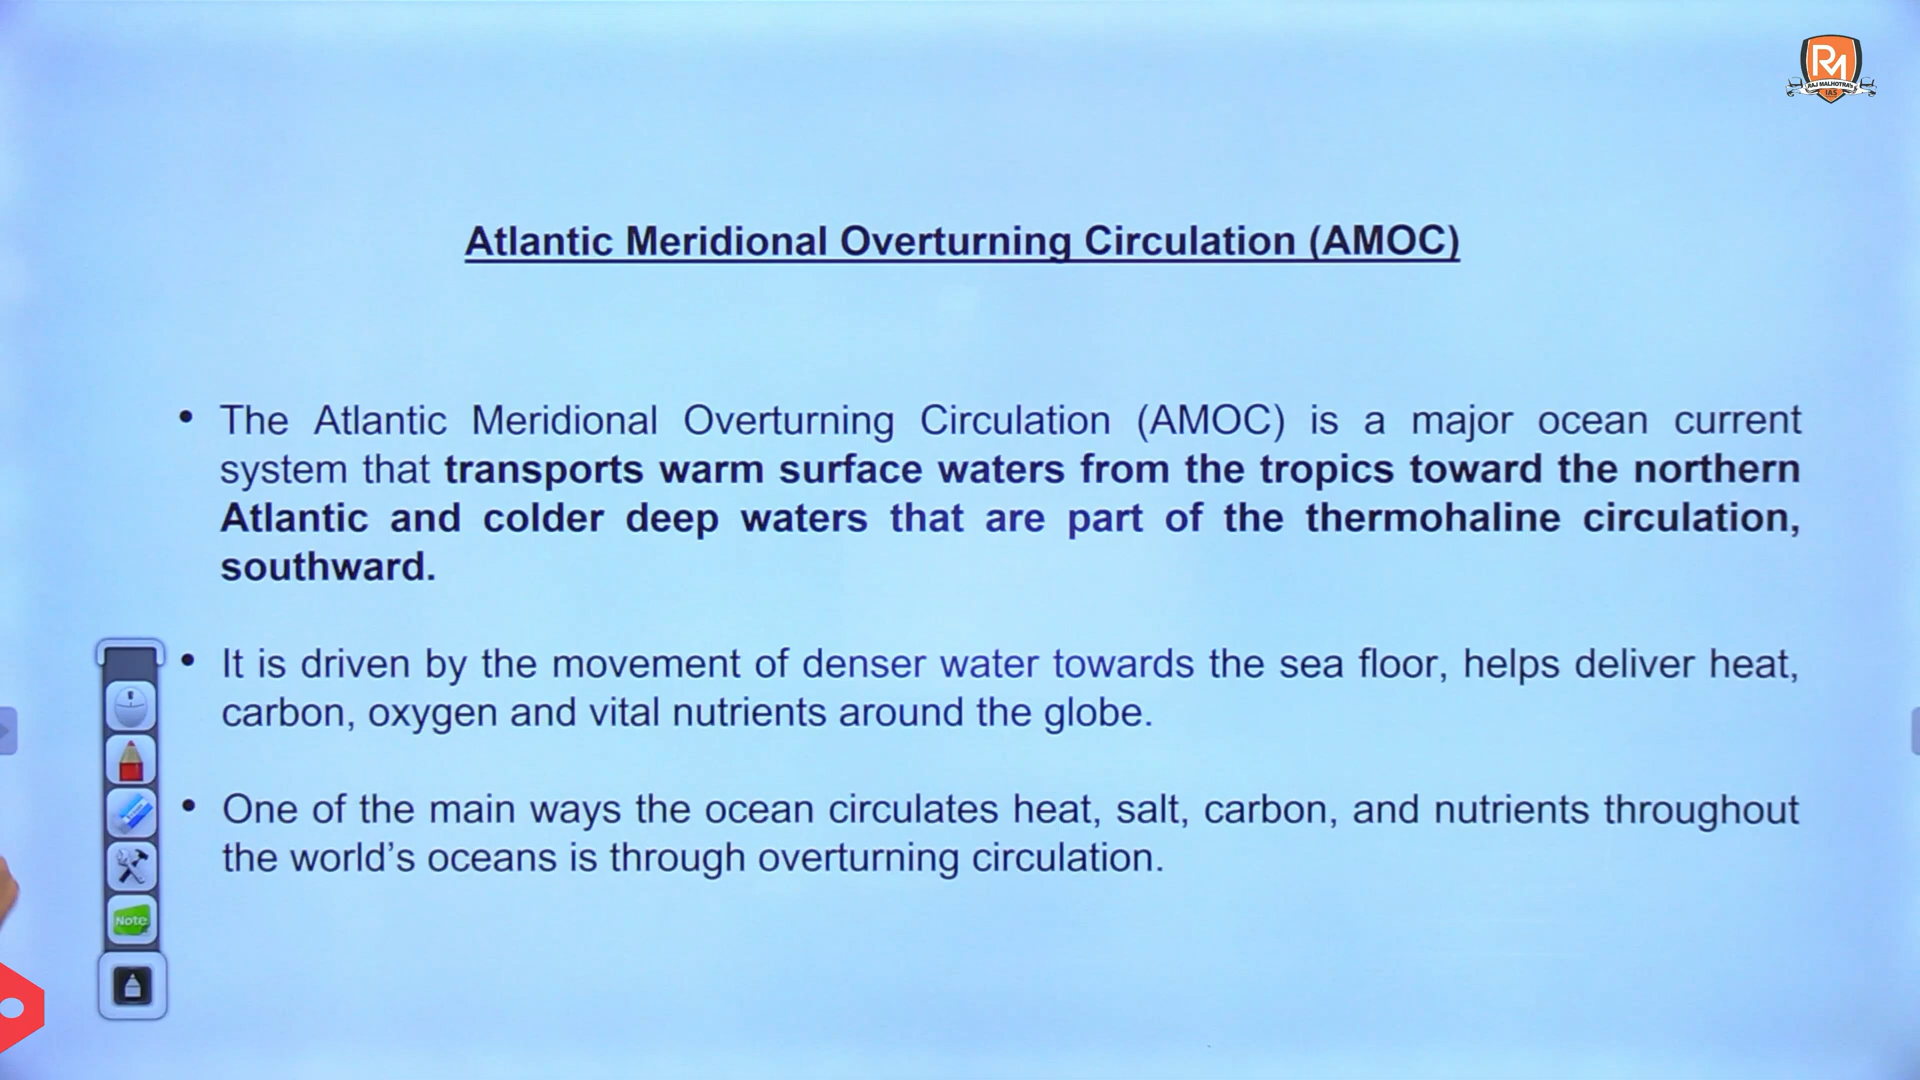 RM
RAJ MALHOTRA'S
IAS
Atlantic Meridional Overturning Circulation (AMOC)
• The Atlantic Meridional Overturning Circulation (AMOC) is a major ocean current
system that transports warm surface waters from the tropics toward the northern
Atlantic and colder deep waters that are part of the thermohaline circulation,
southward.
• It is driven by the movement of denser water towards the sea floor, helps deliver heat,
carbon, oxygen and vital nutrients around the globe.
• One of the main ways the ocean circulates heat, salt, carbon, and nutrients throughout
the world's oceans is through overturning circulation.
Note